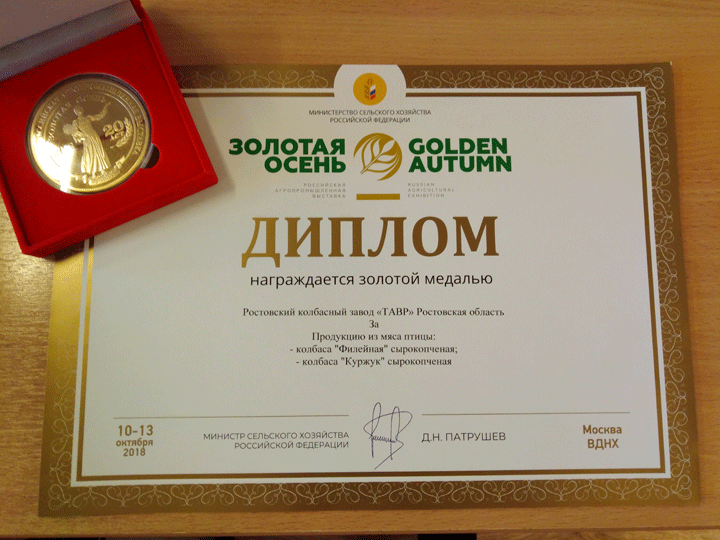 МИНИСТЕРСТВО СЕЛЬСКОГО ХОЗЯЙСТВА
РОССИЙСКОЙ ФЕДЕРАЦИИ
ЗОЛОТАЯ
ОСЕНЬ
GOLDEN
AUTUMN
РОССИЙСКАЯ
АГРОПРОМЫШЛЕННАЯ
ВЫСТАВКА
RUSSIAN
AGRICULTURAL
EXHIBITION
ДИПЛОМ
награждается золотой медалью
Ростовский колбасный завод «ТАВР» Ростовская область
За
Продукцию из мяса птицы:
- колбаса "Филейная" сырокопченая;
- колбаса "Куржук" сырокопченая
10-13
октября
2018
МИНИСТР СЕЛЬСКОГО ХОЗЯЙСТВА
РОССИЙСКОЙ ФЕДЕРАЦИИ
Д.Н. ПАТРУШЕВ
Москва
ВДНХ
20